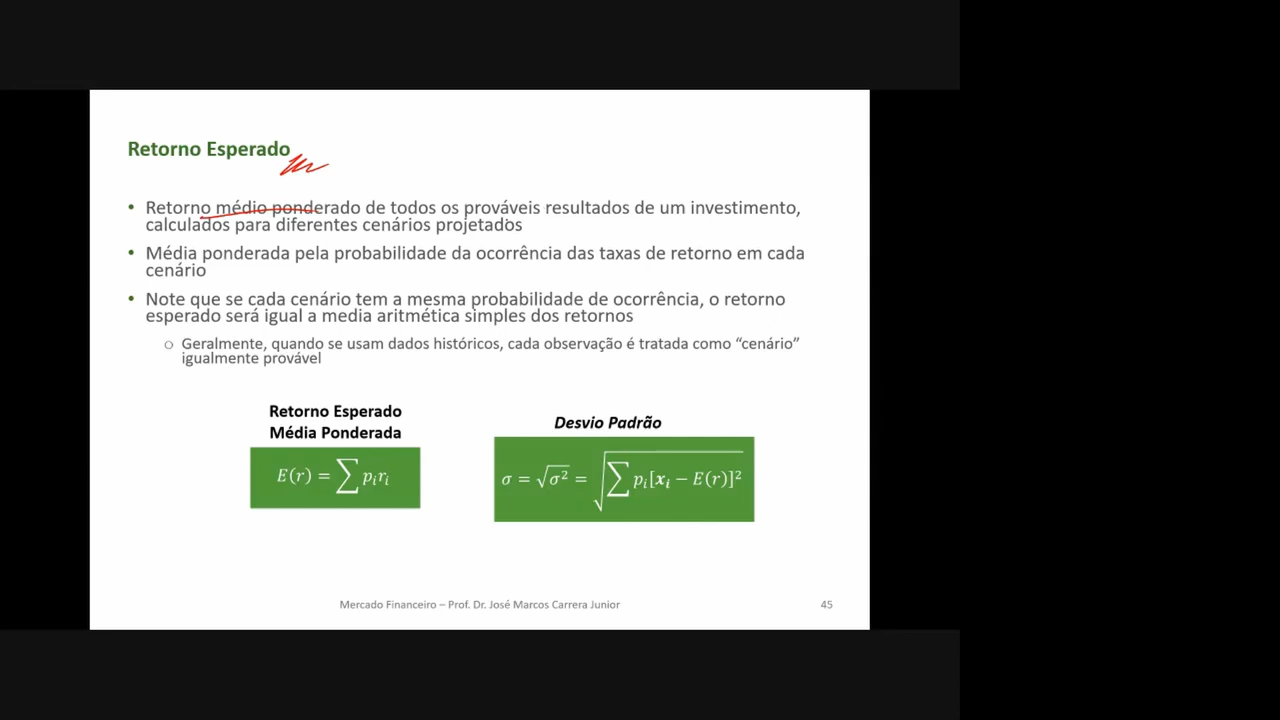 Retorno Esperado
• Retorno médio ponderado de todos os prováveis resultados de um investimento,
calculados para diferentes cenários projetados
• Média ponderada pela probabilidade da ocorrência das taxas de retorno em cada
cenário
• Note que se cada cenário tem a mesma probabilidade de ocorrência, o retorno
esperado será igual a media aritmética simples dos retornos
○ Geralmente, quando se usam dados históricos, cada observação é tratada como “cenário”
igualmente provável
Retorno Esperado
Média Ponderada
E(r) = ∑ pᵢrᵢ
Desvio Padrão
σ = √σ² = √∑ pᵢ[xᵢ − E(r)]²
Mercado Financeiro – Prof. Dr. José Marcos Carrera Junior
45